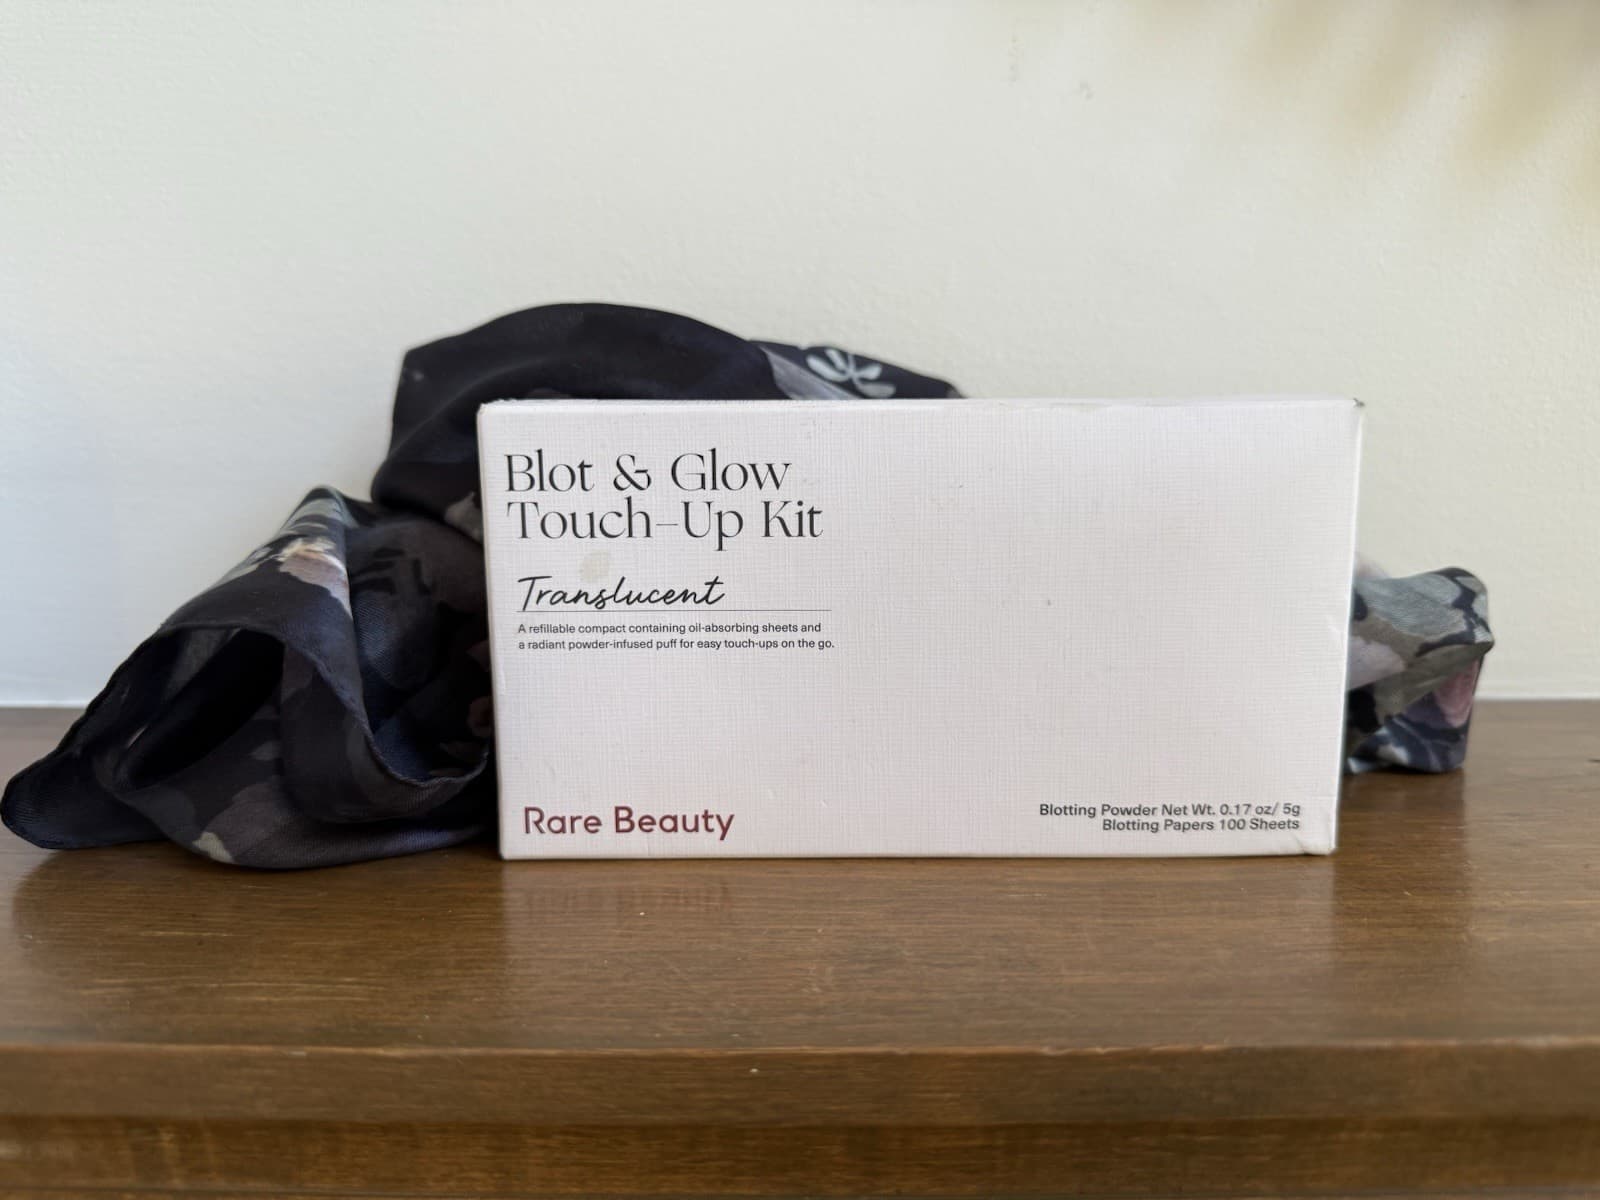 Blot & Glow
Touch-Up Kit
Translucent
A refillable compact containing oil-absorbing sheets and
a radiant powder-infused puff for easy touch-ups on the go.
Rare Beauty
Blotting Powder Net Wt. 0.17 oz/ 5g
Blotting Papers 100 Sheets